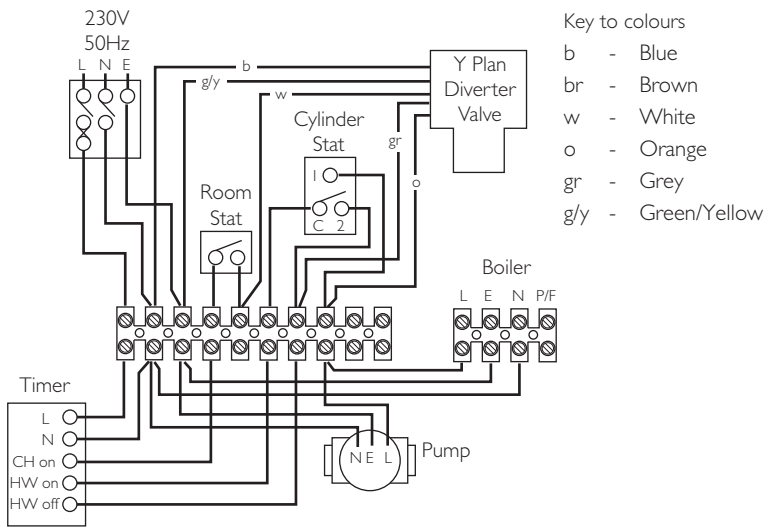 230V
50Hz
L N E
b
g/y
w
Y Plan
Diverter
Valve
Key to colours
b - Blue
br - Brown
w - White
o - Orange
gr - Grey
g/y - Green/Yellow
Cylinder
Stat
1
C 2
gr
o
Room
Stat
Boiler
L E N P/F
Timer
L
N
CH on
HW on
HW off
N E L
Pump